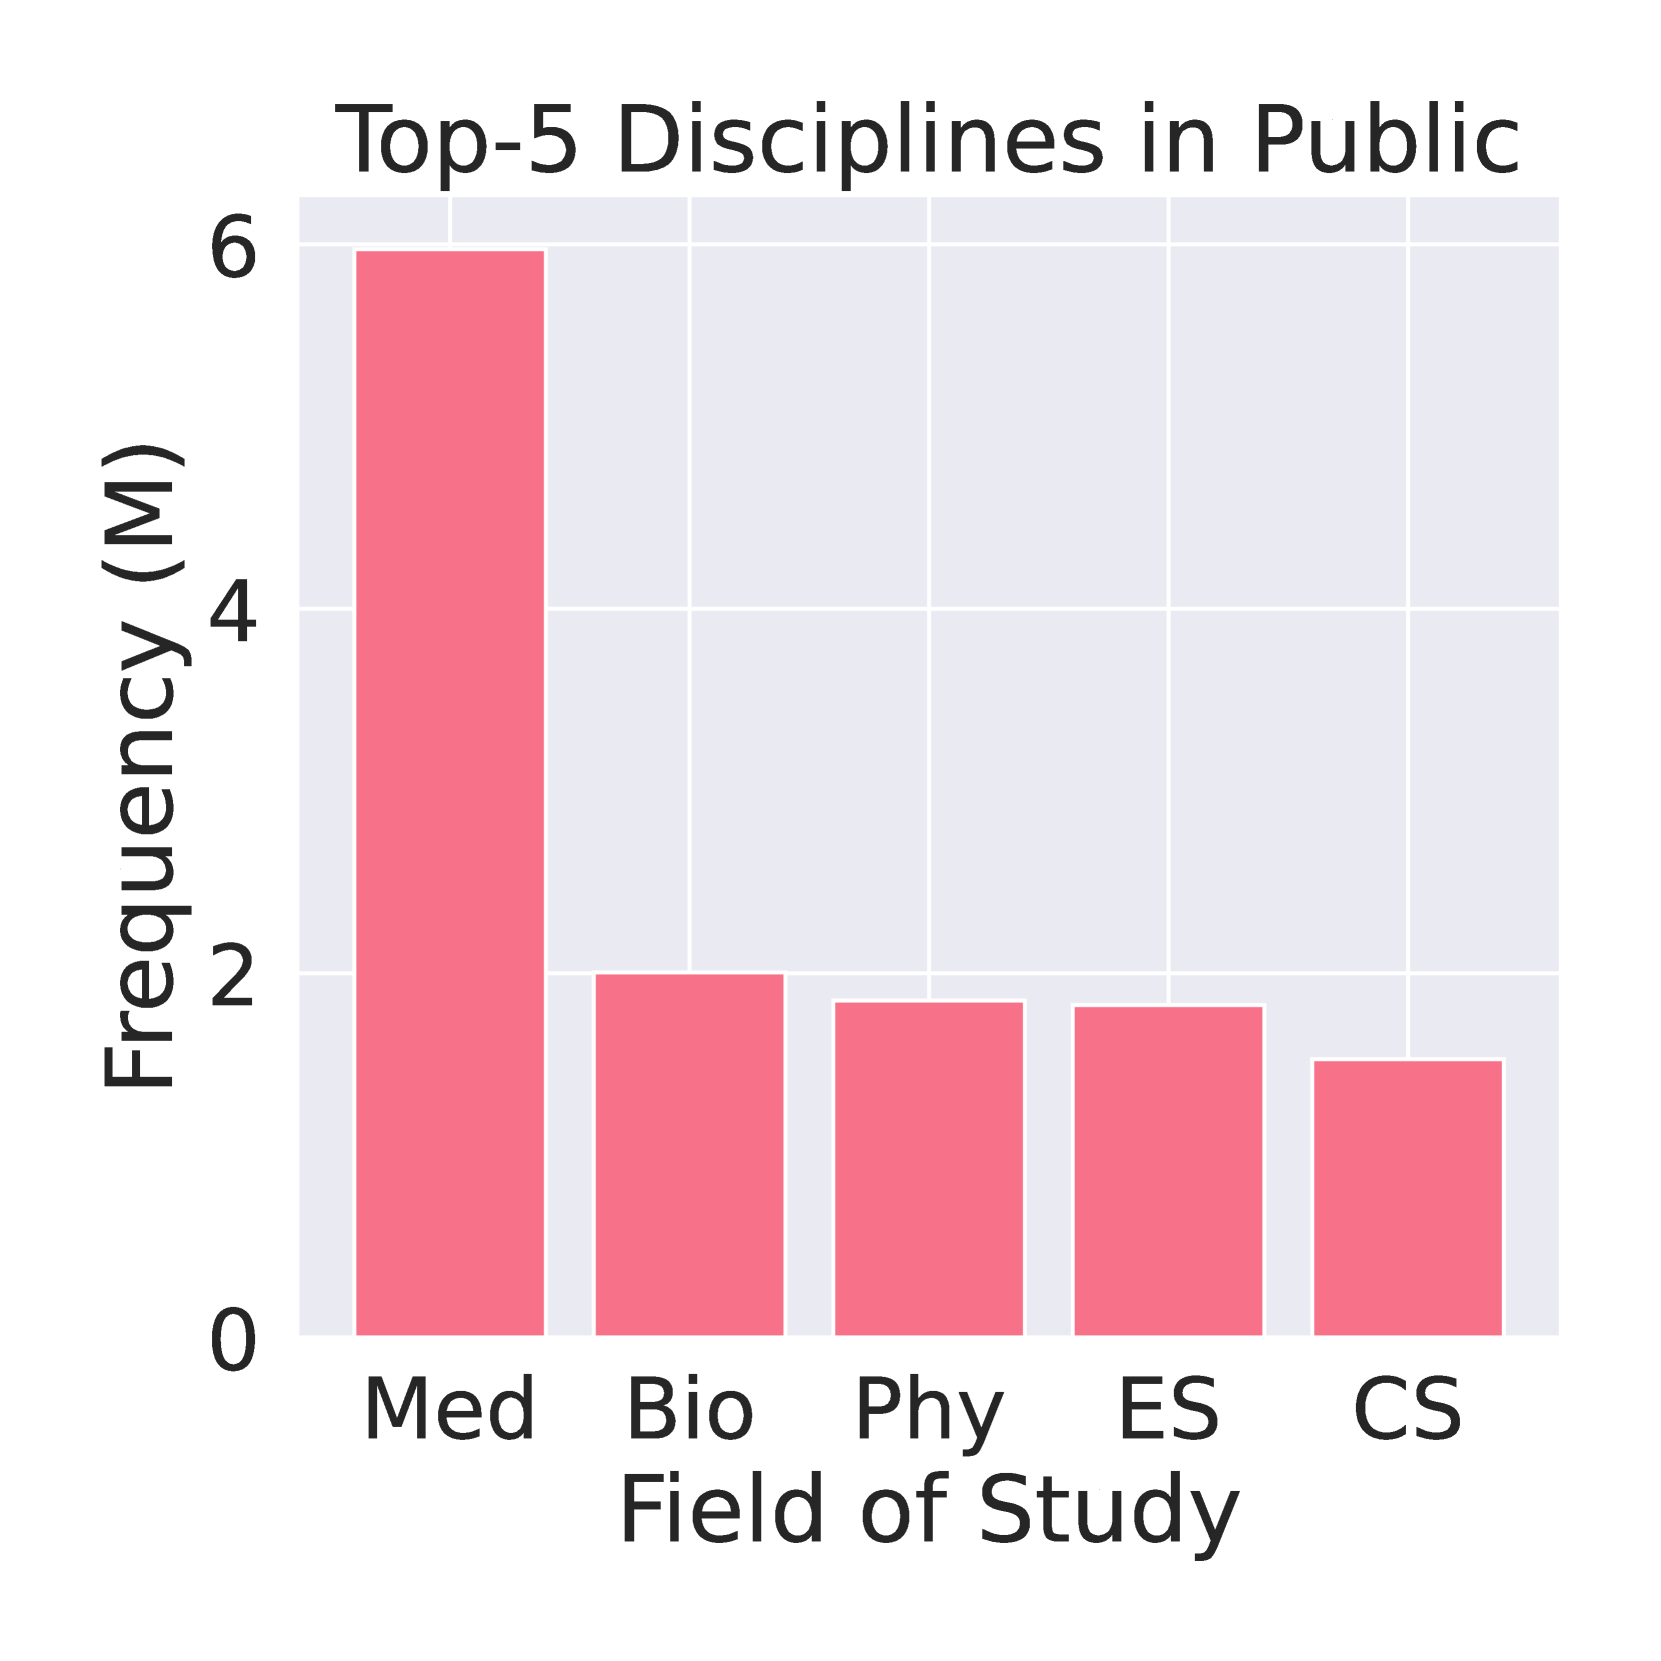 Top-5 Disciplines in Public
6
4
2
0
Frequency (M)
Med Bio Phy ES CS
Field of Study